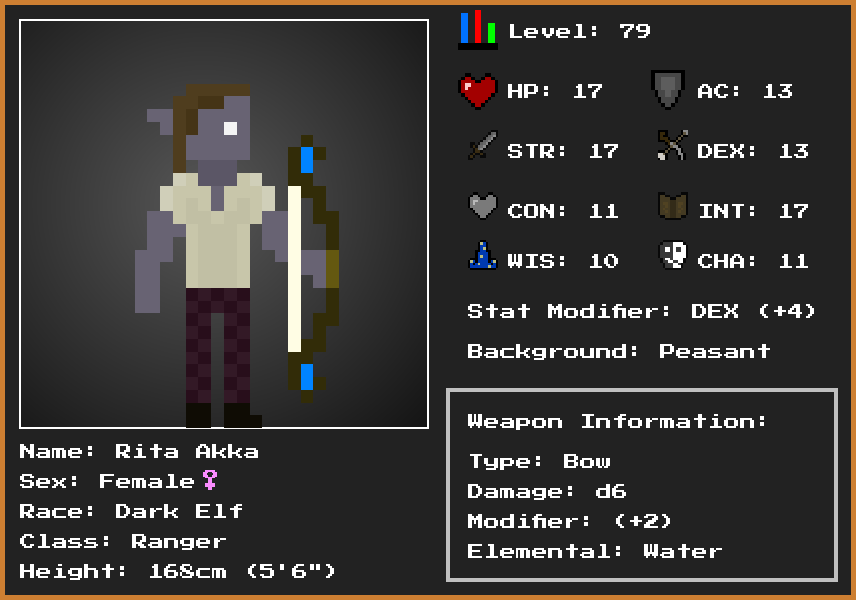 Level: 79
HP: 17 AC: 13
STR: 17 DEX: 13
CON: 11 INT: 17
WIS: 10 CHA: 11
Stat Modifier: DEX (+4)
Background: Peasant
Name: Rita Akka
Sex: Female♀
Race: Dark Elf
Class: Ranger
Height: 168cm (5'6")
Weapon Information:
Type: Bow
Damage: d6
Modifier: (+2)
Elemental: Water